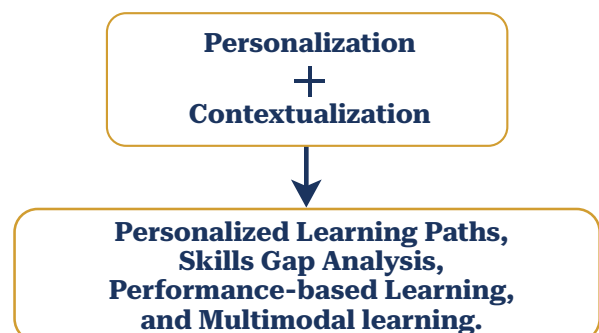 Personalization
+
Contextualization
Personalized Learning Paths,
Skills Gap Analysis,
Performance-based Learning,
and Multimodal learning.